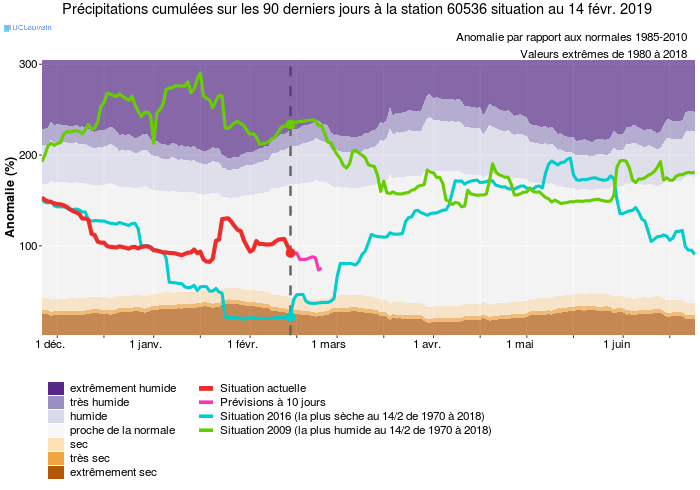 Précipitations cumulées sur les 90 derniers jours à la station 60536 situation au 14 févr. 2019
UCLouvain
Anomalie par rapport aux normales 1985-2010
Valeurs extrêmes de 1980 à 2018
Anomalie (%)
300
200
100
1 déc.
1 janv.
1 févr.
1 mars
1 avr.
1 mai
1 juin
extrêmement humide
très humide
humide
proche de la normale
sec
très sec
extrêmement sec
Situation actuelle
Prévisions à 10 jours
Situation 2016 (la plus sèche au 14/2 de 1970 à 2018)
Situation 2009 (la plus humide au 14/2 de 1970 à 2018)